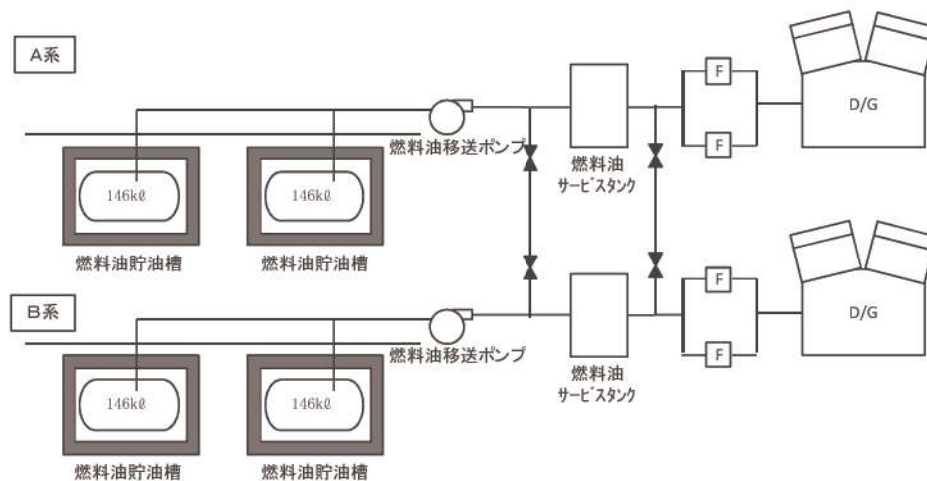 A系
F
D/G
F
燃料油移送ポンプ
燃料油
サービスタンク
146kℓ
146kℓ
燃料油貯油槽
燃料油貯油槽
B系
F
D/G
F
燃料油移送ポンプ
燃料油
サービスタンク
146kℓ
146kℓ
燃料油貯油槽
燃料油貯油槽